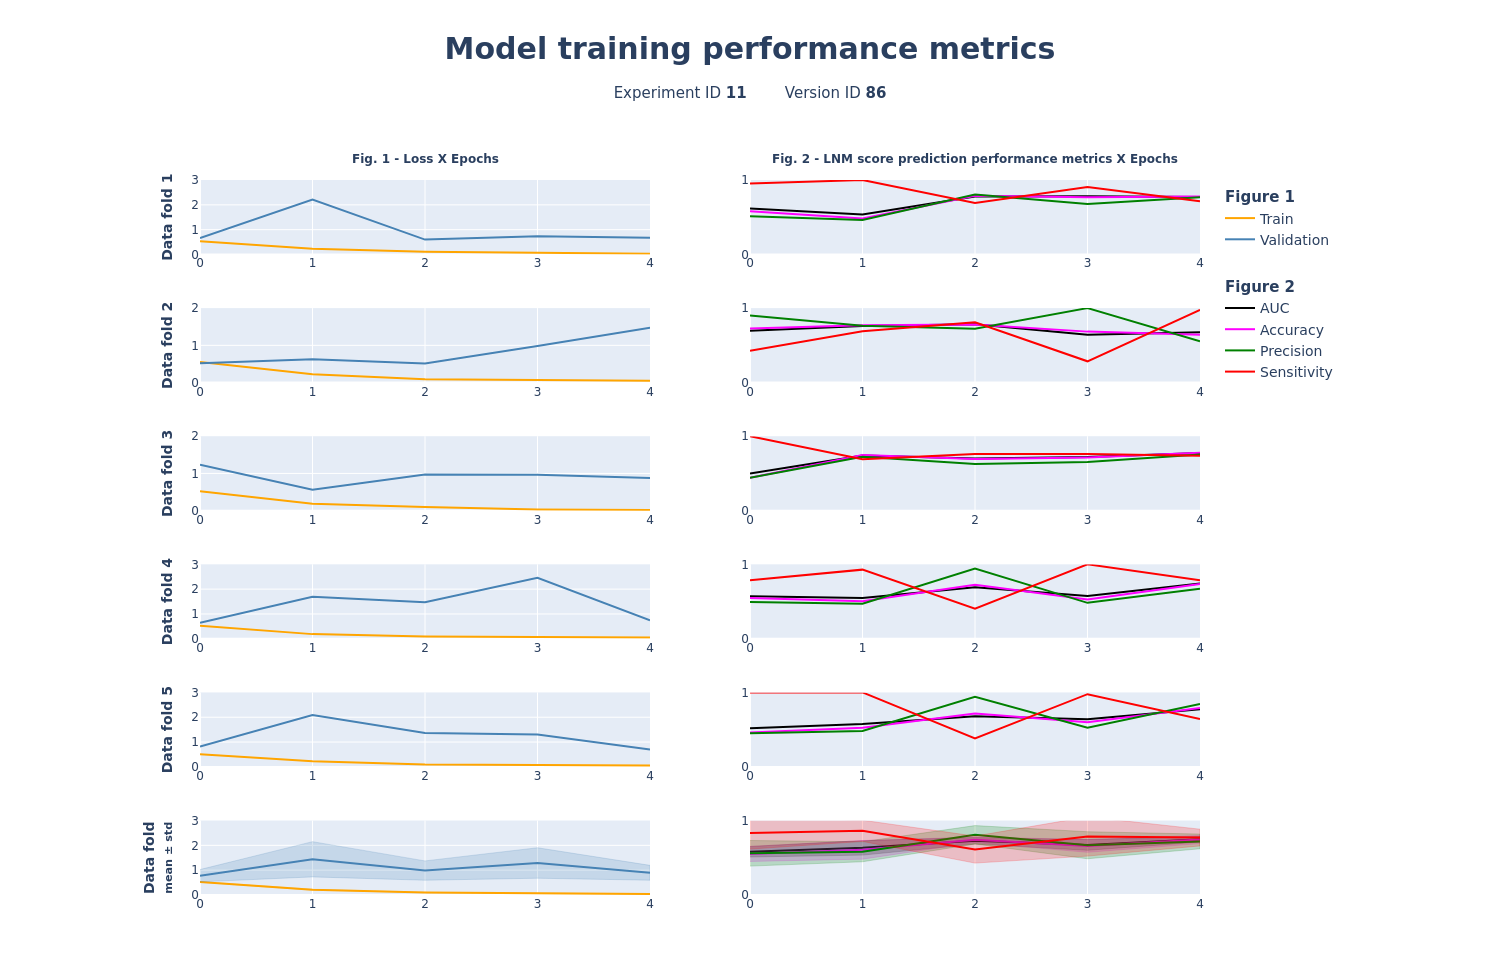 Model training performance metrics
Experiment ID 11 Version ID 86
Fig. 1 - Loss X Epochs
Fig. 2 - LNM score prediction performance metrics X Epochs
Data fold 1
3
2
1
0
0 1 2 3 4
1
0
0 1 2 3 4
Figure 1
Train
Validation
Figure 2
AUC
Accuracy
Precision
Sensitivity
Data fold 2
2
1
0
0 1 2 3 4
1
0
0 1 2 3 4
Data fold 3
2
1
0
0 1 2 3 4
1
0
0 1 2 3 4
Data fold 4
3
2
1
0
0 1 2 3 4
1
0
0 1 2 3 4
Data fold 5
3
2
1
0
0 1 2 3 4
1
0
0 1 2 3 4
Data fold
mean ± std
3
2
1
0
0 1 2 3 4
1
0
0 1 2 3 4